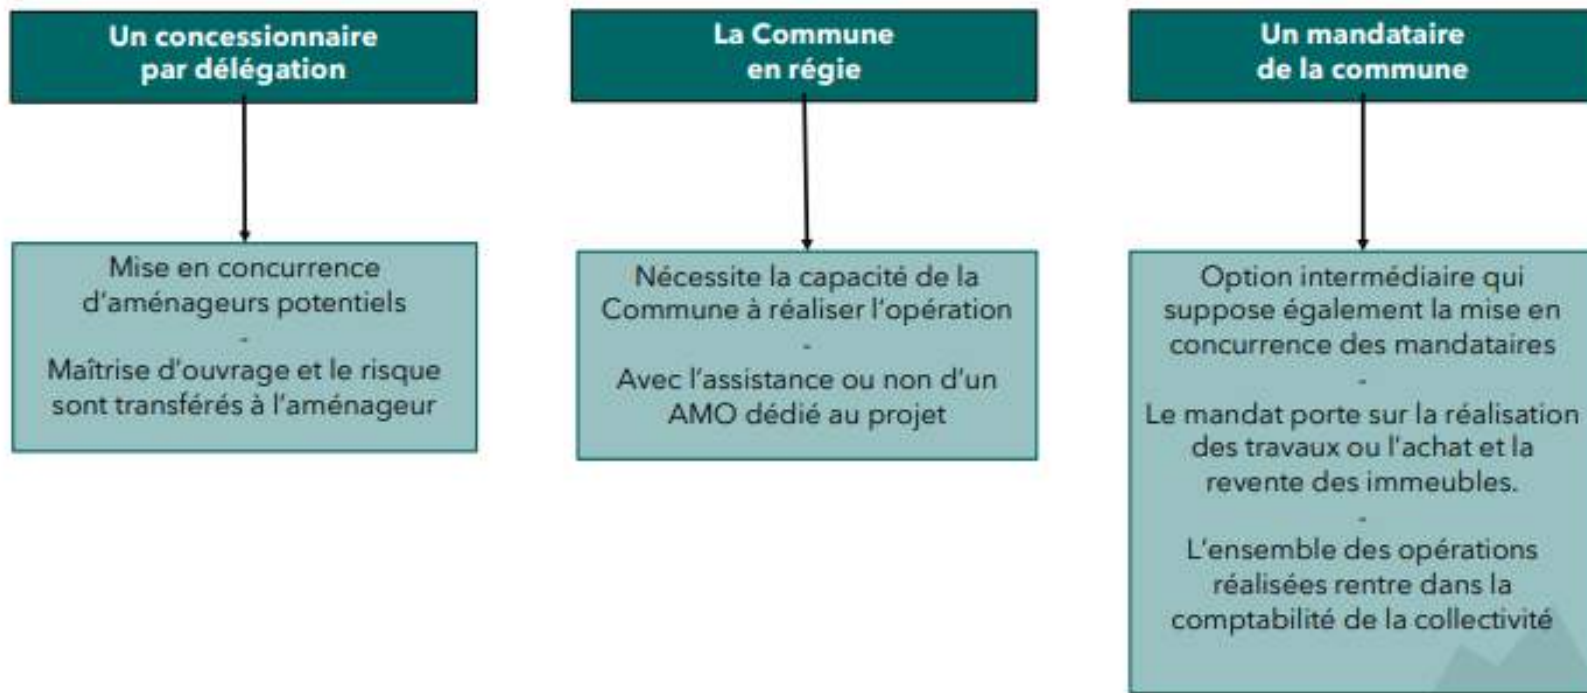 Un concessionnaire
par délégation
Mise en concurrence
d'aménageurs potentiels
-
Maîtrise d'ouvrage et le risque
sont transférés à l'aménageur
La Commune
en régie
Nécessite la capacité de la
Commune à réaliser l'opération
-
Avec l'assistance ou non d'un
AMO dédié au projet
Un mandataire
de la commune
Option intermédiaire qui
suppose également la mise en
concurrence des mandataires
-
Le mandat porte sur la réalisation
des travaux ou l'achat et la
revente des immeubles.
-
L'ensemble des opérations
réalisées rentre dans la
comptabilité de la collectivité